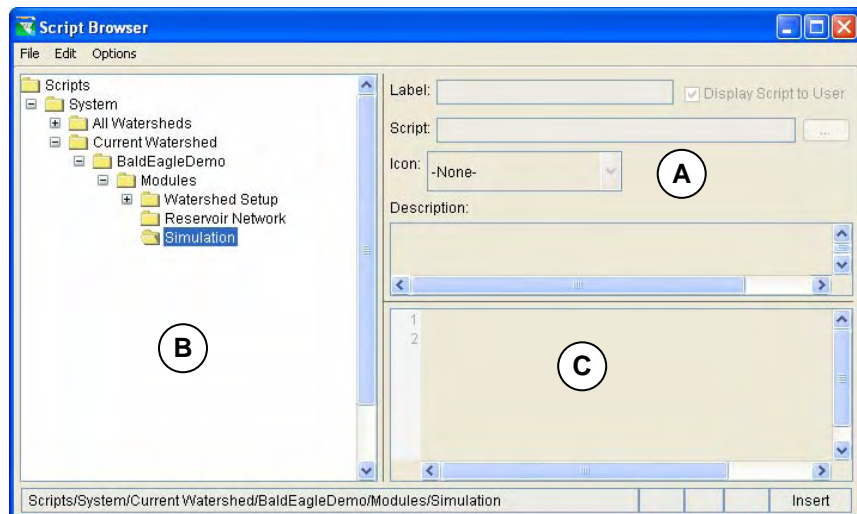 Script Browser
File Edit Options
Scripts
System
All Watersheds
Current Watershed
BaldEagleDemo
Modules
Watershed Setup
Reservoir Network
Simulation
B
Label:
Display Script to User
Script:
...
Icon:
-None-
A
Description:
1
2
C
Scripts/System/Current Watershed/BaldEagleDemo/Modules/Simulation
Insert